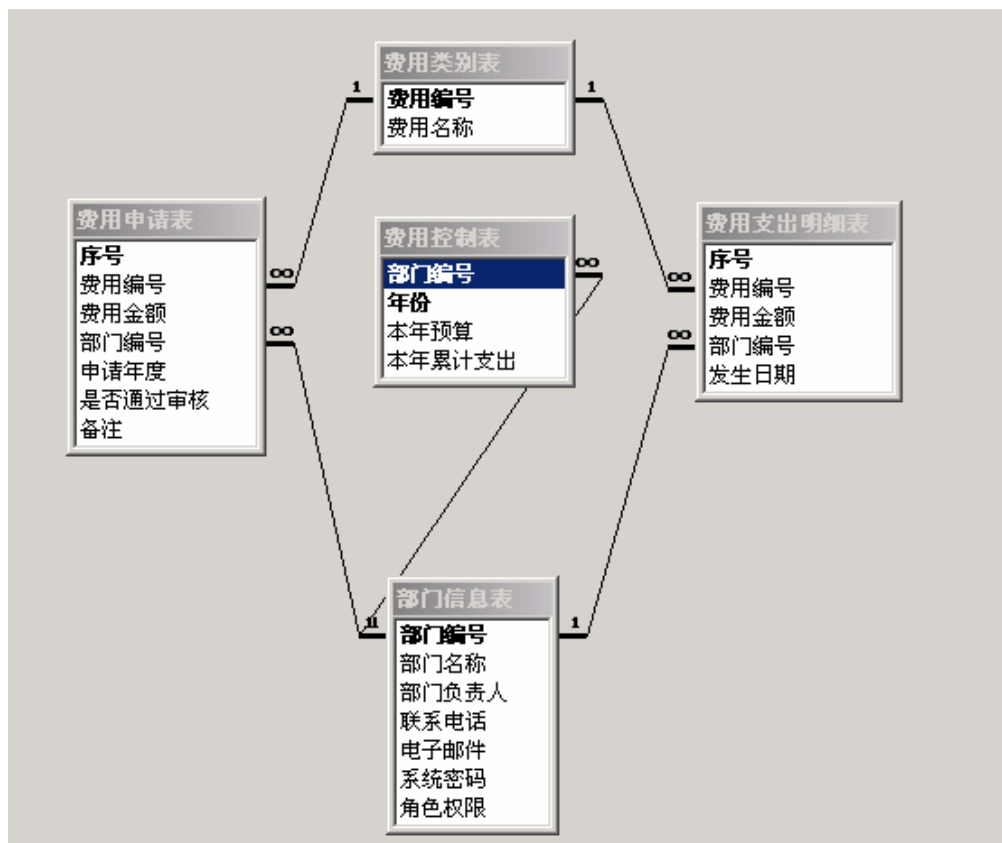 费用类别表
费用编号
费用名称
1
1
费用申请表
序号
费用编号
费用金额
部门编号
申请年度
是否通过审核
备注
∞
∞
费用控制表
部门编号
年份
本年预算
本年累计支出
∞
费用支出明细表
序号
费用编号
费用金额
部门编号
发生日期
∞
∞
部门信息表
部门编号
部门名称
部门负责人
联系电话
电子邮件
系统密码
角色权限
1
1